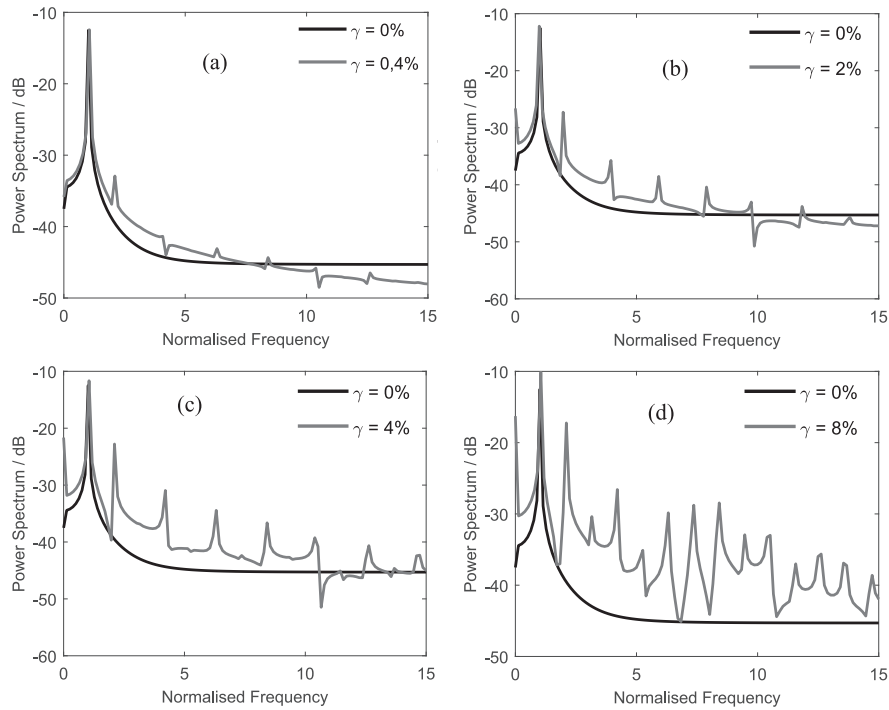 -10
-20
-30
-40
-50
0
5
10
15
Power Spectrum / dB
Normalised Frequency
(a)
γ = 0%
γ = 0,4%
-10
-20
-30
-40
-50
-60
0
5
10
15
Power Spectrum / dB
Normalised Frequency
(b)
γ = 0%
γ = 2%
-10
-20
-30
-40
-50
-60
0
5
10
15
Power Spectrum / dB
Normalised Frequency
(c)
γ = 0%
γ = 4%
-10
-20
-30
-40
-50
0
5
10
15
Power Spectrum / dB
Normalised Frequency
(d)
γ = 0%
γ = 8%